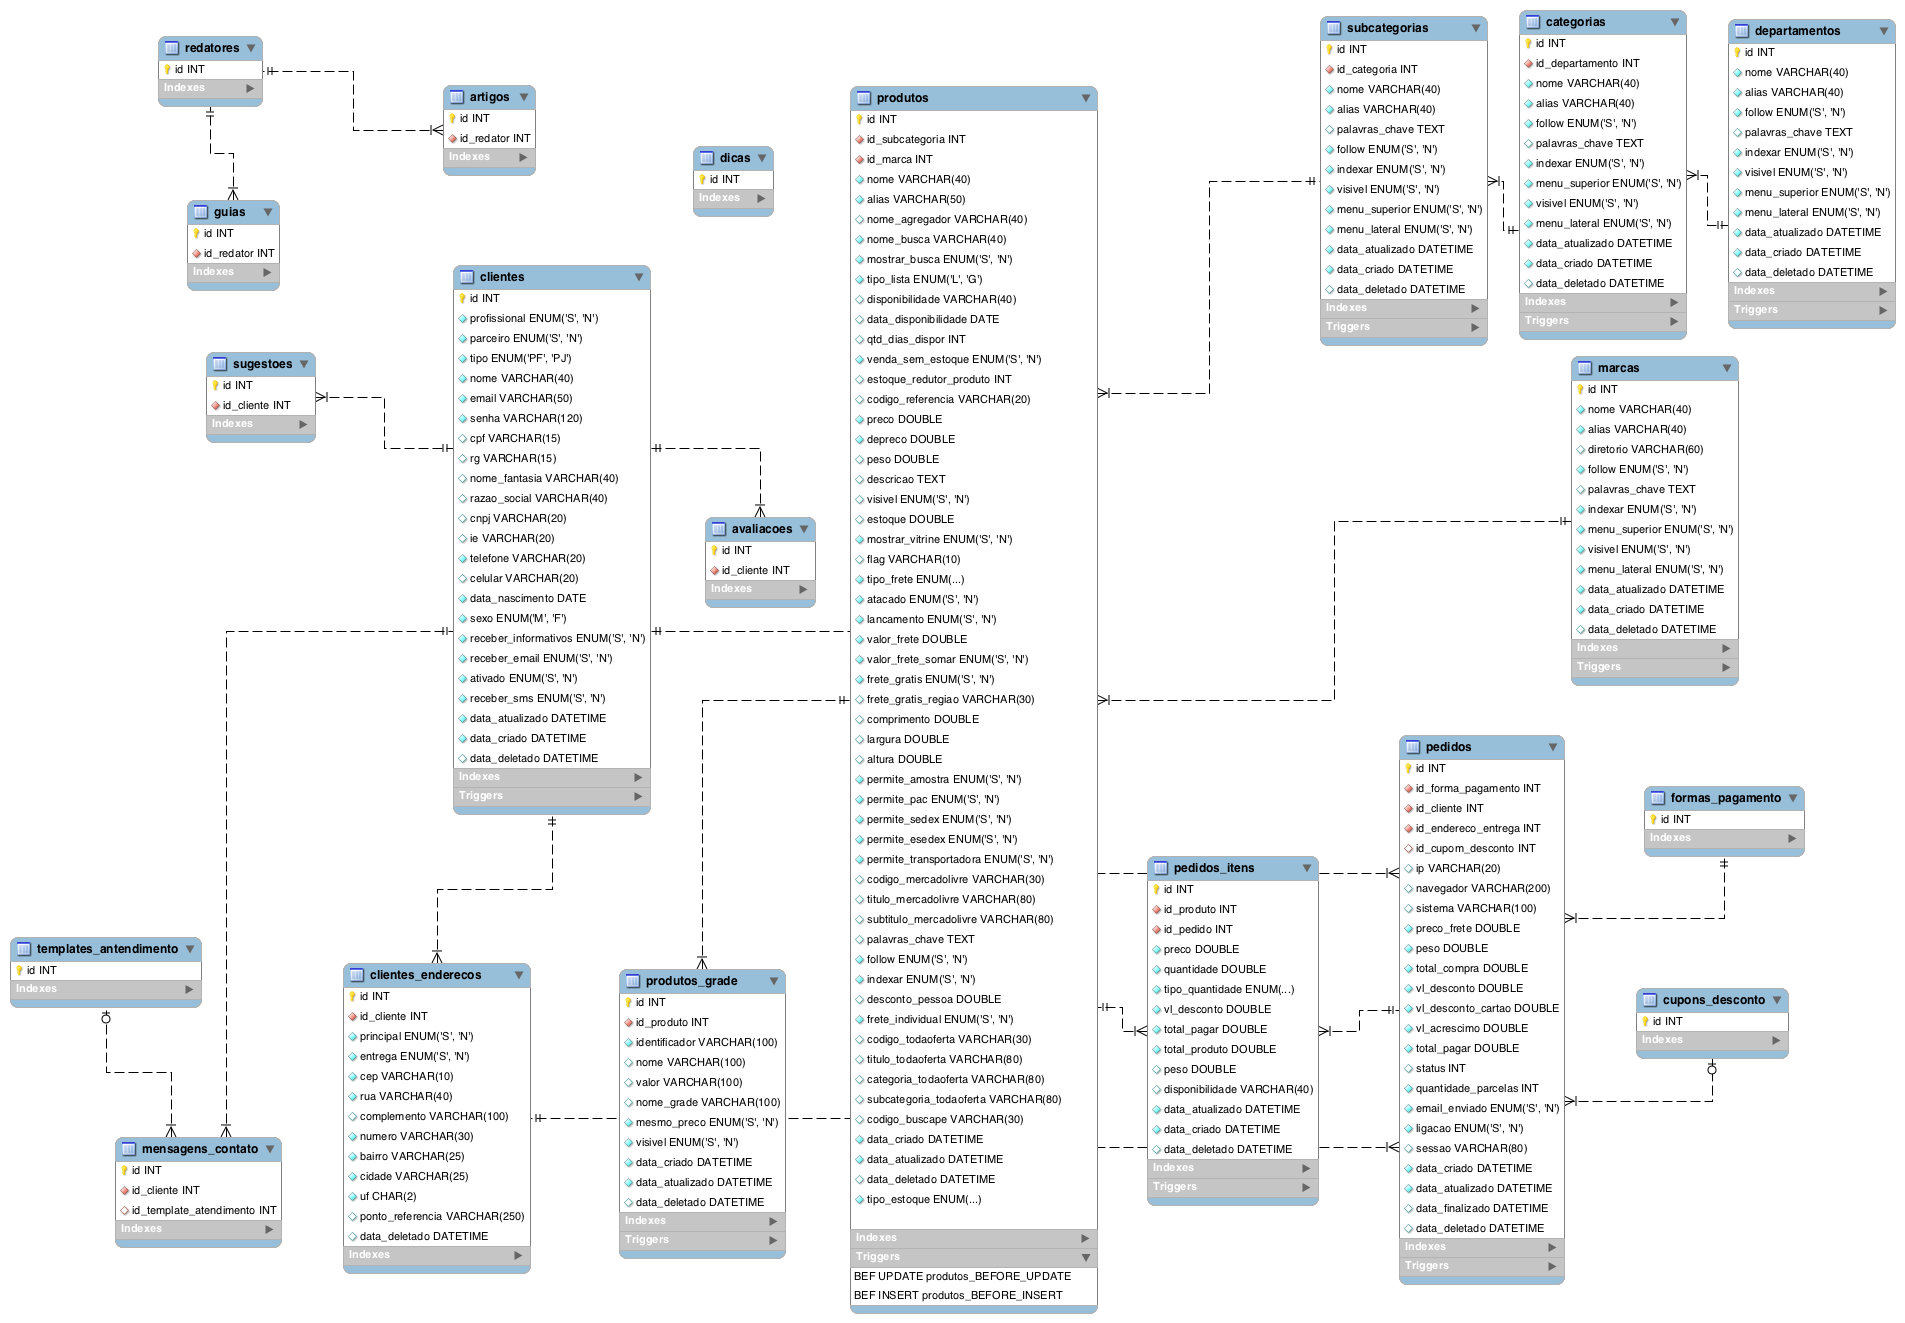 redatores
id INT
Indexes
artigos
id INT
id_redator INT
Indexes
guias
id INT
id_redator INT
Indexes
dicas
id INT
Indexes
sugestoes
id INT
id_cliente INT
Indexes
clientes
id INT
profissional ENUM('S', 'N')
parceiro ENUM('S', 'N')
tipo ENUM('PF', 'PJ')
nome VARCHAR(40)
email VARCHAR(50)
senha VARCHAR(120)
cpf VARCHAR(15)
rg VARCHAR(15)
nome_fantasia VARCHAR(40)
razao_social VARCHAR(40)
cnpj VARCHAR(20)
ie VARCHAR(20)
telefone VARCHAR(20)
celular VARCHAR(20)
data_nascimento DATE
sexo ENUM('M', 'F')
receber_informativos ENUM('S', 'N')
receber_email ENUM('S', 'N')
ativado ENUM('S', 'N')
receber_sms ENUM('S', 'N')
data_atualizado DATETIME
data_criado DATETIME
data_deletado DATETIME
Indexes
Triggers
avaliacoes
id INT
id_cliente INT
Indexes
templates_antendimento
id INT
Indexes
mensagens_contato
id INT
id_cliente INT
id_template_atendimento INT
Indexes
clientes_enderecos
id INT
id_cliente INT
principal ENUM('S', 'N')
entrega ENUM('S', 'N')
cep VARCHAR(10)
rua VARCHAR(40)
complemento VARCHAR(100)
numero VARCHAR(30)
bairro VARCHAR(25)
cidade VARCHAR(25)
uf CHAR(2)
ponto_referencia VARCHAR(250)
data_deletado DATETIME
Indexes
produtos_grade
id INT
id_produto INT
identificador VARCHAR(100)
nome VARCHAR(100)
valor VARCHAR(100)
nome_grade VARCHAR(100)
mesmo_preco ENUM('S', 'N')
visivel ENUM('S', 'N')
data_criado DATETIME
data_atualizado DATETIME
data_deletado DATETIME
Indexes
Triggers
produtos
id INT
id_subcategoria INT
id_marca INT
nome VARCHAR(40)
alias VARCHAR(50)
nome_agregador VARCHAR(40)
nome_busca VARCHAR(40)
mostrar_busca ENUM('S', 'N')
tipo_lista ENUM('L', 'G')
disponibilidade VARCHAR(40)
data_disponibilidade DATE
qtd_dias_dispor INT
venda_sem_estoque ENUM('S', 'N')
estoque_redutor_produto INT
codigo_referencia VARCHAR(20)
preco DOUBLE
depreco DOUBLE
peso DOUBLE
descricao TEXT
visivel ENUM('S', 'N')
estoque DOUBLE
mostrar_vitrine ENUM('S', 'N')
flag VARCHAR(10)
tipo_frete ENUM(...)
atacado ENUM('S', 'N')
lancamento ENUM('S', 'N')
valor_frete DOUBLE
valor_frete_somar ENUM('S', 'N')
frete_gratis ENUM('S', 'N')
frete_gratis_regiao VARCHAR(30)
comprimento DOUBLE
largura DOUBLE
altura DOUBLE
permite_amostra ENUM('S', 'N')
permite_pac ENUM('S', 'N')
permite_sedex ENUM('S', 'N')
permite_esedex ENUM('S', 'N')
permite_transportadora ENUM('S', 'N')
codigo_mercadolivre VARCHAR(30)
titulo_mercadolivre VARCHAR(80)
subtitulo_mercadolivre VARCHAR(80)
palavras_chave TEXT
follow ENUM('S', 'N')
indexar ENUM('S', 'N')
desconto_pessoa DOUBLE
frete_individual ENUM('S', 'N')
codigo_todaoferta VARCHAR(30)
titulo_todaoferta VARCHAR(80)
categoria_todaoferta VARCHAR(80)
subcategoria_todaoferta VARCHAR(80)
codigo_buscape VARCHAR(30)
data_criado DATETIME
data_atualizado DATETIME
data_deletado DATETIME
tipo_estoque ENUM(...)
Indexes
Triggers
BEF UPDATE produtos_BEFORE_UPDATE
BEF INSERT produtos_BEFORE_INSERT
subcategorias
id INT
id_categoria INT
nome VARCHAR(40)
alias VARCHAR(40)
palavras_chave TEXT
follow ENUM('S', 'N')
indexar ENUM('S', 'N')
visivel ENUM('S', 'N')
menu_superior ENUM('S', 'N')
menu_lateral ENUM('S', 'N')
data_atualizado DATETIME
data_criado DATETIME
data_deletado DATETIME
Indexes
Triggers
categorias
id INT
id_departamento INT
nome VARCHAR(40)
alias VARCHAR(40)
follow ENUM('S', 'N')
palavras_chave TEXT
indexar ENUM('S', 'N')
menu_superior ENUM('S', 'N')
visivel ENUM('S', 'N')
menu_lateral ENUM('S', 'N')
data_atualizado DATETIME
data_criado DATETIME
data_deletado DATETIME
Indexes
Triggers
departamentos
id INT
nome VARCHAR(40)
alias VARCHAR(40)
follow ENUM('S', 'N')
palavras_chave TEXT
indexar ENUM('S', 'N')
visivel ENUM('S', 'N')
menu_superior ENUM('S', 'N')
menu_lateral ENUM('S', 'N')
data_atualizado DATETIME
data_criado DATETIME
data_deletado DATETIME
Indexes
Triggers
marcas
id INT
nome VARCHAR(40)
alias VARCHAR(40)
diretorio VARCHAR(60)
follow ENUM('S', 'N')
palavras_chave TEXT
indexar ENUM('S', 'N')
menu_superior ENUM('S', 'N')
visivel ENUM('S', 'N')
menu_lateral ENUM('S', 'N')
data_atualizado DATETIME
data_criado DATETIME
data_deletado DATETIME
Indexes
Triggers
pedidos_itens
id INT
id_produto INT
id_pedido INT
preco DOUBLE
quantidade DOUBLE
tipo_quantidade ENUM(...)
vl_desconto DOUBLE
total_pagar DOUBLE
total_produto DOUBLE
peso DOUBLE
disponibilidade VARCHAR(40)
data_atualizado DATETIME
data_criado DATETIME
data_deletado DATETIME
Indexes
Triggers
pedidos
id INT
id_forma_pagamento INT
id_cliente INT
id_endereco_entrega INT
id_cupom_desconto INT
ip VARCHAR(20)
navegador VARCHAR(200)
sistema VARCHAR(100)
preco_frete DOUBLE
peso DOUBLE
total_compra DOUBLE
vl_desconto DOUBLE
vl_desconto_cartao DOUBLE
vl_acrescimo DOUBLE
total_pagar DOUBLE
status INT
quantidade_parcelas INT
email_enviado ENUM('S', 'N')
ligacao ENUM('S', 'N')
sessao VARCHAR(80)
data_criado DATETIME
data_atualizado DATETIME
data_finalizado DATETIME
data_deletado DATETIME
Indexes
Triggers
formas_pagamento
id INT
Indexes
cupons_desconto
id INT
Indexes